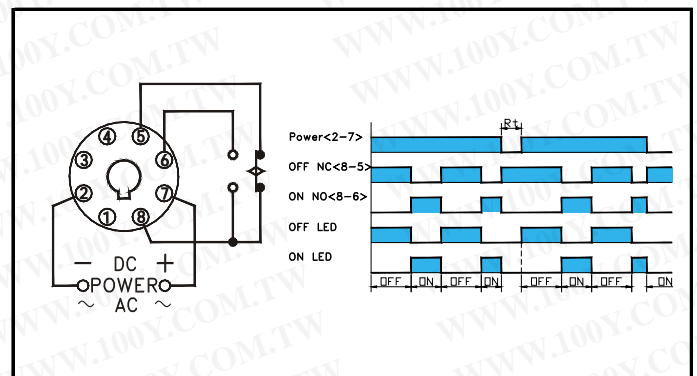 WWW.100Y.COM.TW
4 5
3 6
2 7
1 8
— DC +
POWER
~ AC ~
Rt
Power<2-7>
OFF NC<8-5>
ON NO<8-6>
OFF LED
ON LED
OFF ON OFF ON OFF ON OFF ON